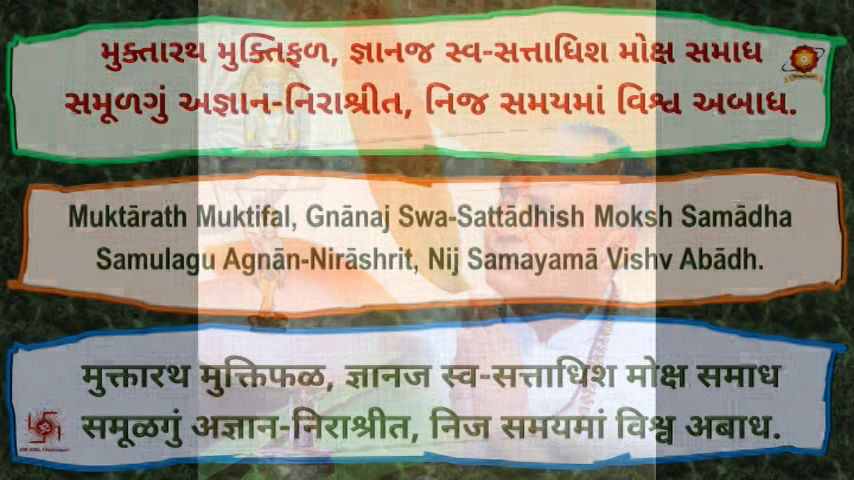 મુક્તારથ મુક્તિફળ, જ્ઞાનજ સ્વ-સત્તાધિશ મોક્ષ સમાધ
સમૂળગું અજ્ઞાન-નિરાશ્રીત, નિજ સમયમાં વિશ્વ અબાધ.
Muktārath Muktifal, Gnānaj Swa-Sattādhish Moksh Samādha
Samulagu Agnān-Nirāshrit, Nij Samayamā Vishv Abādh.
मुक्तारथ मुक्तिफळ, ज्ञानज स्व-सत्ताधिश मोक्ष समाध
समूळगुं अज्ञान-निराश्रीत, निज समयमां विश्व अबाध.